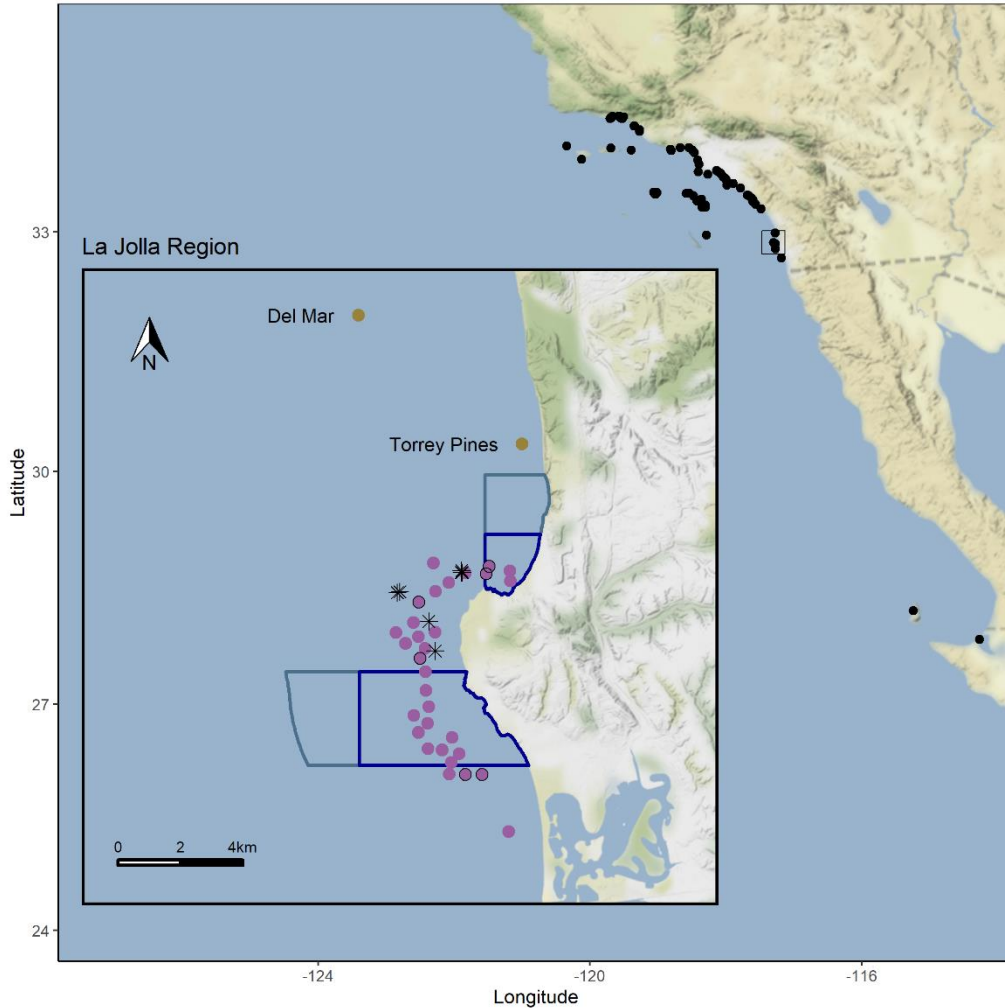 33
La Jolla Region
Del Mar
N
Torrey Pines
30
Latitude
27
0 2 4km
24
-124 -120 -116
Longitude